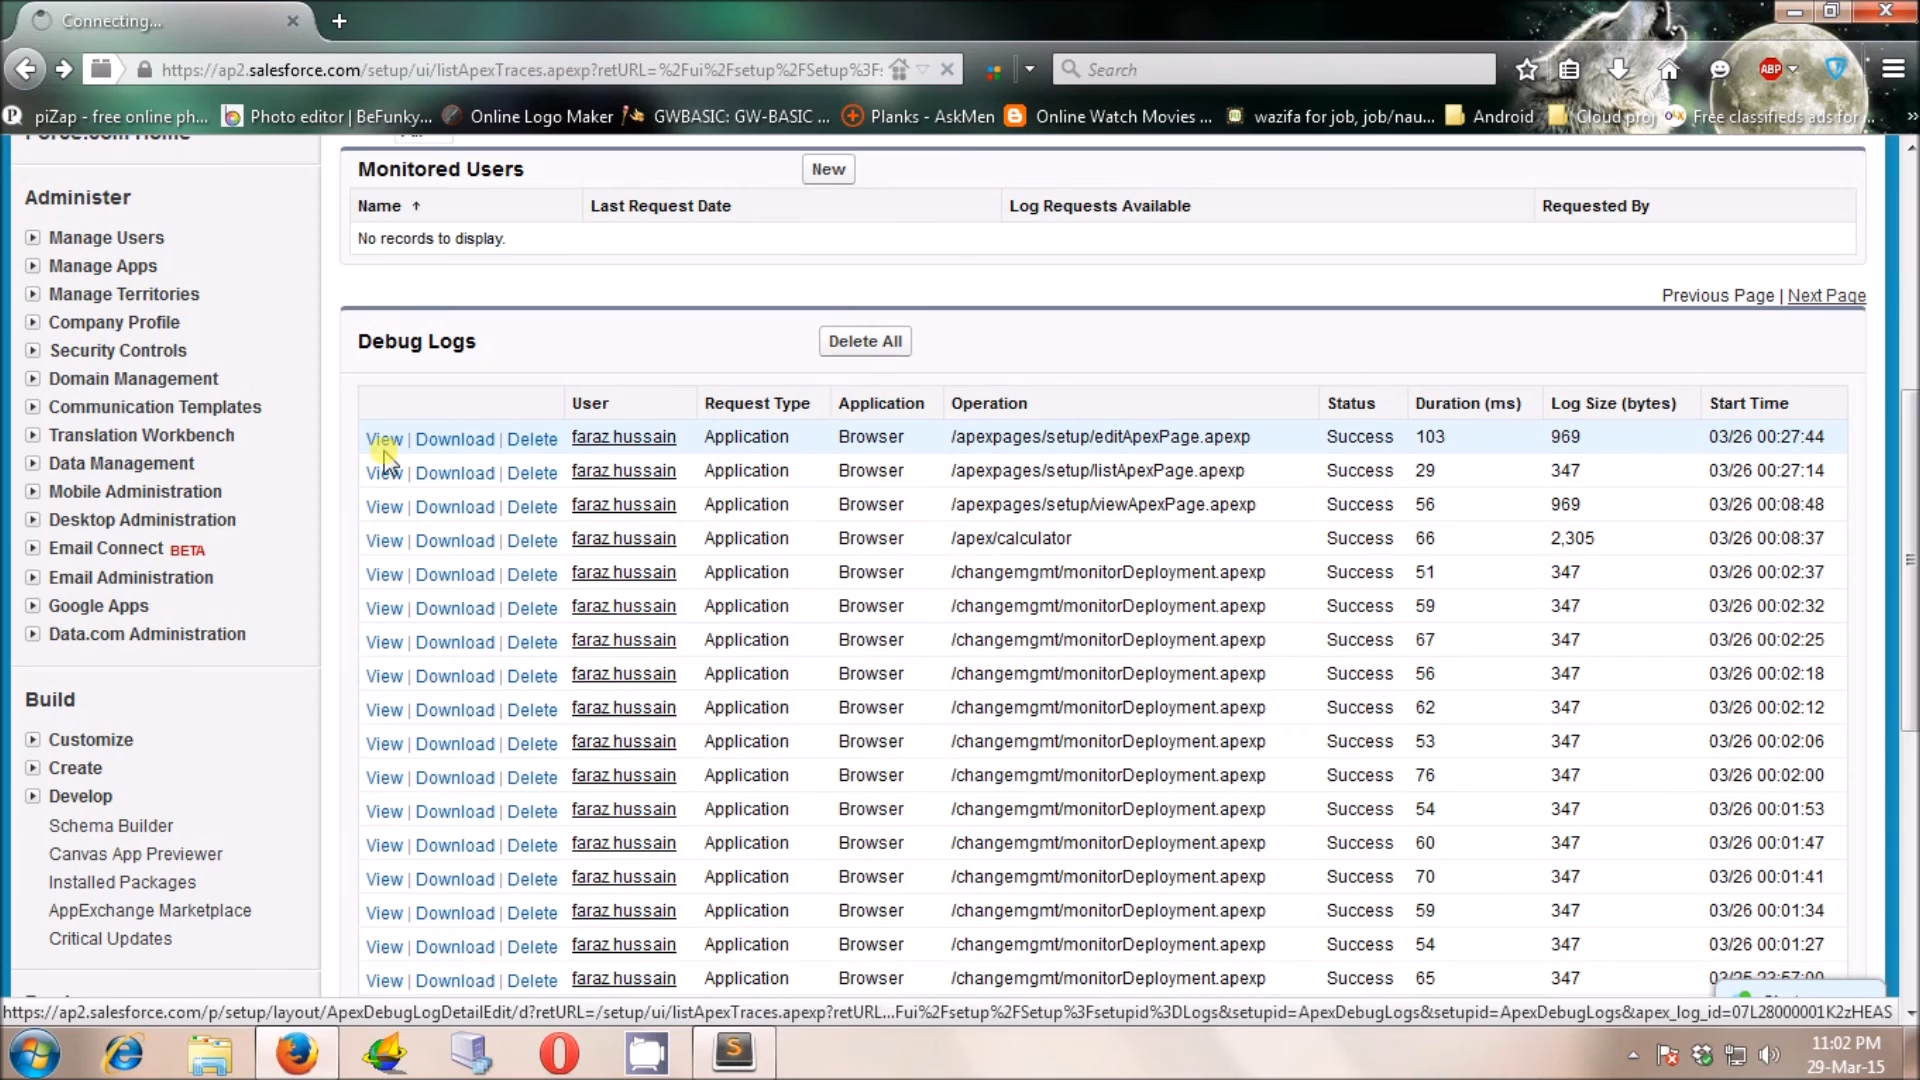 Connecting...
https://ap2.salesforce.com/setup/ui/listApexTraces.apexp?retURL=%2Fui%2Fsetup%2FSetup%3F:
Search
ABP
piZap - free online ph... Photo editor | BeFunky... Online Logo Maker GWBASIC: GW-BASIC ... Planks - AskMen Online Watch Movies ... wazifa for job, job/nau... Android Cloud proj Free classifieds ads for ...
Force.com Home
Administer
Manage Users
Manage Apps
Manage Territories
Company Profile
Security Controls
Domain Management
Communication Templates
Translation Workbench
Data Management
Mobile Administration
Desktop Administration
Email Connect BETA
Email Administration
Google Apps
Data.com Administration
Build
Customize
Create
Develop
Schema Builder
Canvas App Previewer
Installed Packages
AppExchange Marketplace
Critical Updates
Monitored Users New
Name Last Request Date Log Requests Available Requested By
No records to display.
Previous Page | Next Page
Debug Logs Delete All
User Request Type Application Operation Status Duration (ms) Log Size (bytes) Start Time
View | Download | Delete faraz hussain Application Browser /apexpages/setup/editApexPage.apexp Success 103 969 03/26 00:27:44
View | Download | Delete faraz hussain Application Browser /apexpages/setup/listApexPage.apexp Success 29 347 03/26 00:27:14
View | Download | Delete faraz hussain Application Browser /apexpages/setup/viewApexPage.apexp Success 56 969 03/26 00:08:48
View | Download | Delete faraz hussain Application Browser /apex/calculator Success 66 2,305 03/26 00:08:37
View | Download | Delete faraz hussain Application Browser /changemgmt/monitorDeployment.apexp Success 51 347 03/26 00:02:37
View | Download | Delete faraz hussain Application Browser /changemgmt/monitorDeployment.apexp Success 59 347 03/26 00:02:32
View | Download | Delete faraz hussain Application Browser /changemgmt/monitorDeployment.apexp Success 67 347 03/26 00:02:25
View | Download | Delete faraz hussain Application Browser /changemgmt/monitorDeployment.apexp Success 56 347 03/26 00:02:18
View | Download | Delete faraz hussain Application Browser /changemgmt/monitorDeployment.apexp Success 62 347 03/26 00:02:12
View | Download | Delete faraz hussain Application Browser /changemgmt/monitorDeployment.apexp Success 53 347 03/26 00:02:06
View | Download | Delete faraz hussain Application Browser /changemgmt/monitorDeployment.apexp Success 76 347 03/26 00:02:00
View | Download | Delete faraz hussain Application Browser /changemgmt/monitorDeployment.apexp Success 54 347 03/26 00:01:53
View | Download | Delete faraz hussain Application Browser /changemgmt/monitorDeployment.apexp Success 60 347 03/26 00:01:47
View | Download | Delete faraz hussain Application Browser /changemgmt/monitorDeployment.apexp Success 70 347 03/26 00:01:41
View | Download | Delete faraz hussain Application Browser /changemgmt/monitorDeployment.apexp Success 59 347 03/26 00:01:34
View | Download | Delete faraz hussain Application Browser /changemgmt/monitorDeployment.apexp Success 54 347 03/26 00:01:27
View | Download | Delete faraz hussain Application Browser /changemgmt/monitorDeployment.apexp Success 65 347 03/25 23:57:00
https://ap2.salesforce.com/p/setup/layout/ApexDebugLogDetailEdit/d?retURL=/setup/ui/listApexTraces.apexp?retURL...Fui%2Fsetup%2FSetup%3Fsetupid%3DLogs&setupid=ApexDebugLogs&setupid=ApexDebugLogs&apex_log_id=07L28000001K2zHEAS
11:02 PM
29-Mar-15